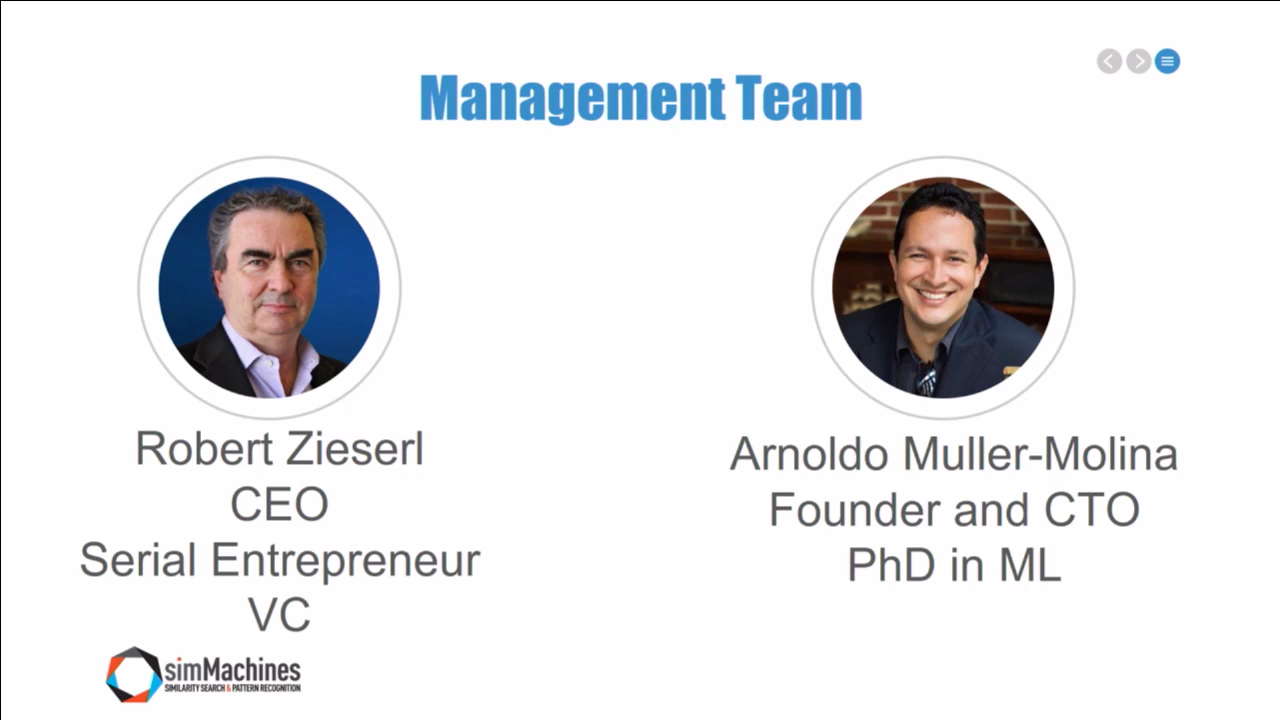 Management Team
Robert Zieserl
CEO
Serial Entrepreneur
VC
Arnoldo Muller-Molina
Founder and CTO
PhD in ML
simMachines
SIMILARITY SEARCH & PATTERN RECOGNITION